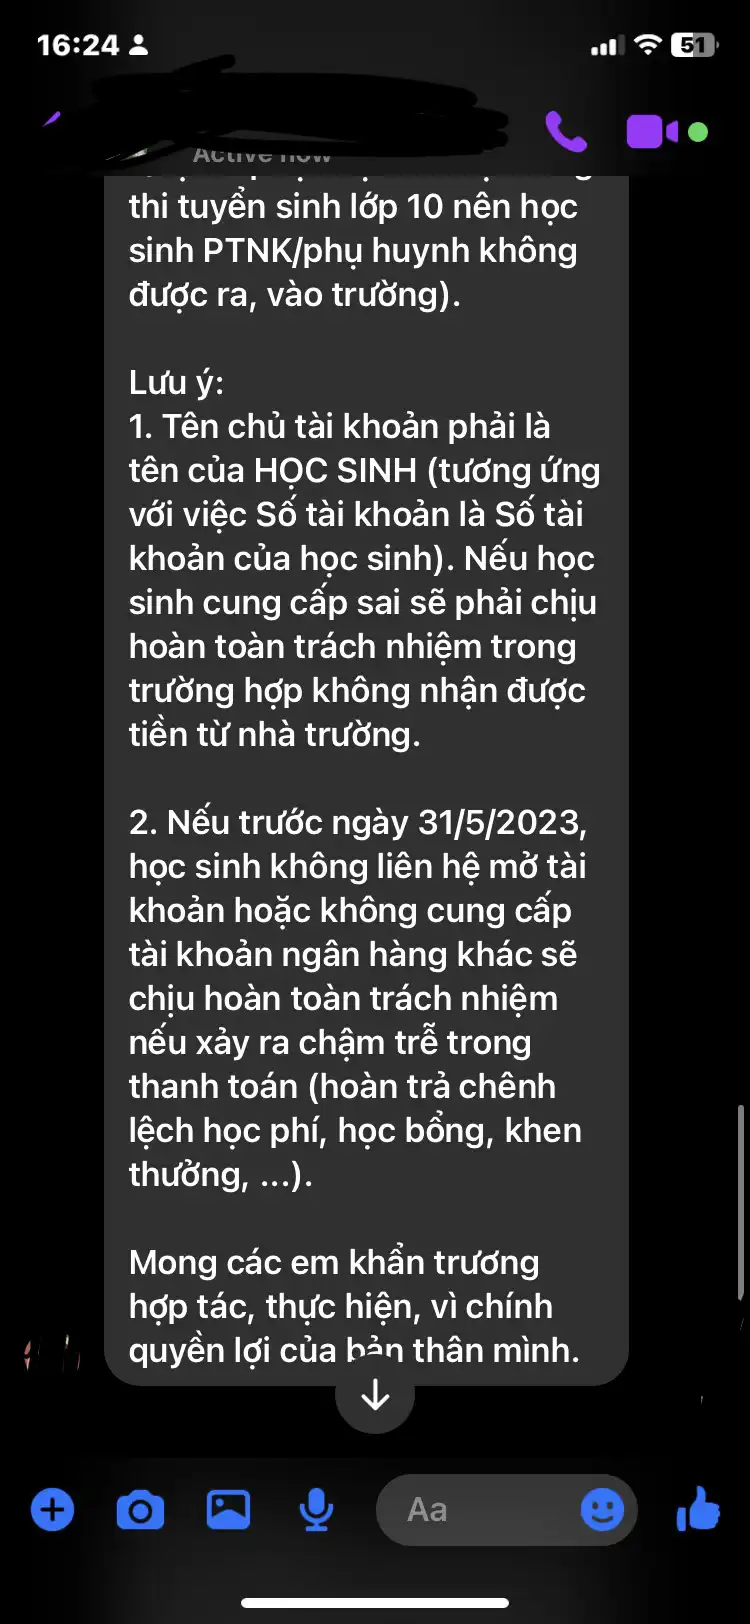 16:24
51
Active now
thi tuyển sinh lớp 10 nên học
sinh PTNK/phụ huynh không
được ra, vào trường).
Lưu ý:
1. Tên chủ tài khoản phải là
tên của HỌC SINH (tương ứng
với việc Số tài khoản là Số tài
khoản của học sinh). Nếu học
sinh cung cấp sai sẽ phải chịu
hoàn toàn trách nhiệm trong
trường hợp không nhận được
tiền từ nhà trường.
2. Nếu trước ngày 31/5/2023,
học sinh không liên hệ mở tài
khoản hoặc không cung cấp
tài khoản ngân hàng khác sẽ
chịu hoàn toàn trách nhiệm
nếu xảy ra chậm trễ trong
thanh toán (hoàn trả chênh
lệch học phí, học bổng, khen
thưởng, ...).
Mong các em khẩn trương
hợp tác, thực hiện, vì chính
quyền lợi của bản thân mình.
Aa